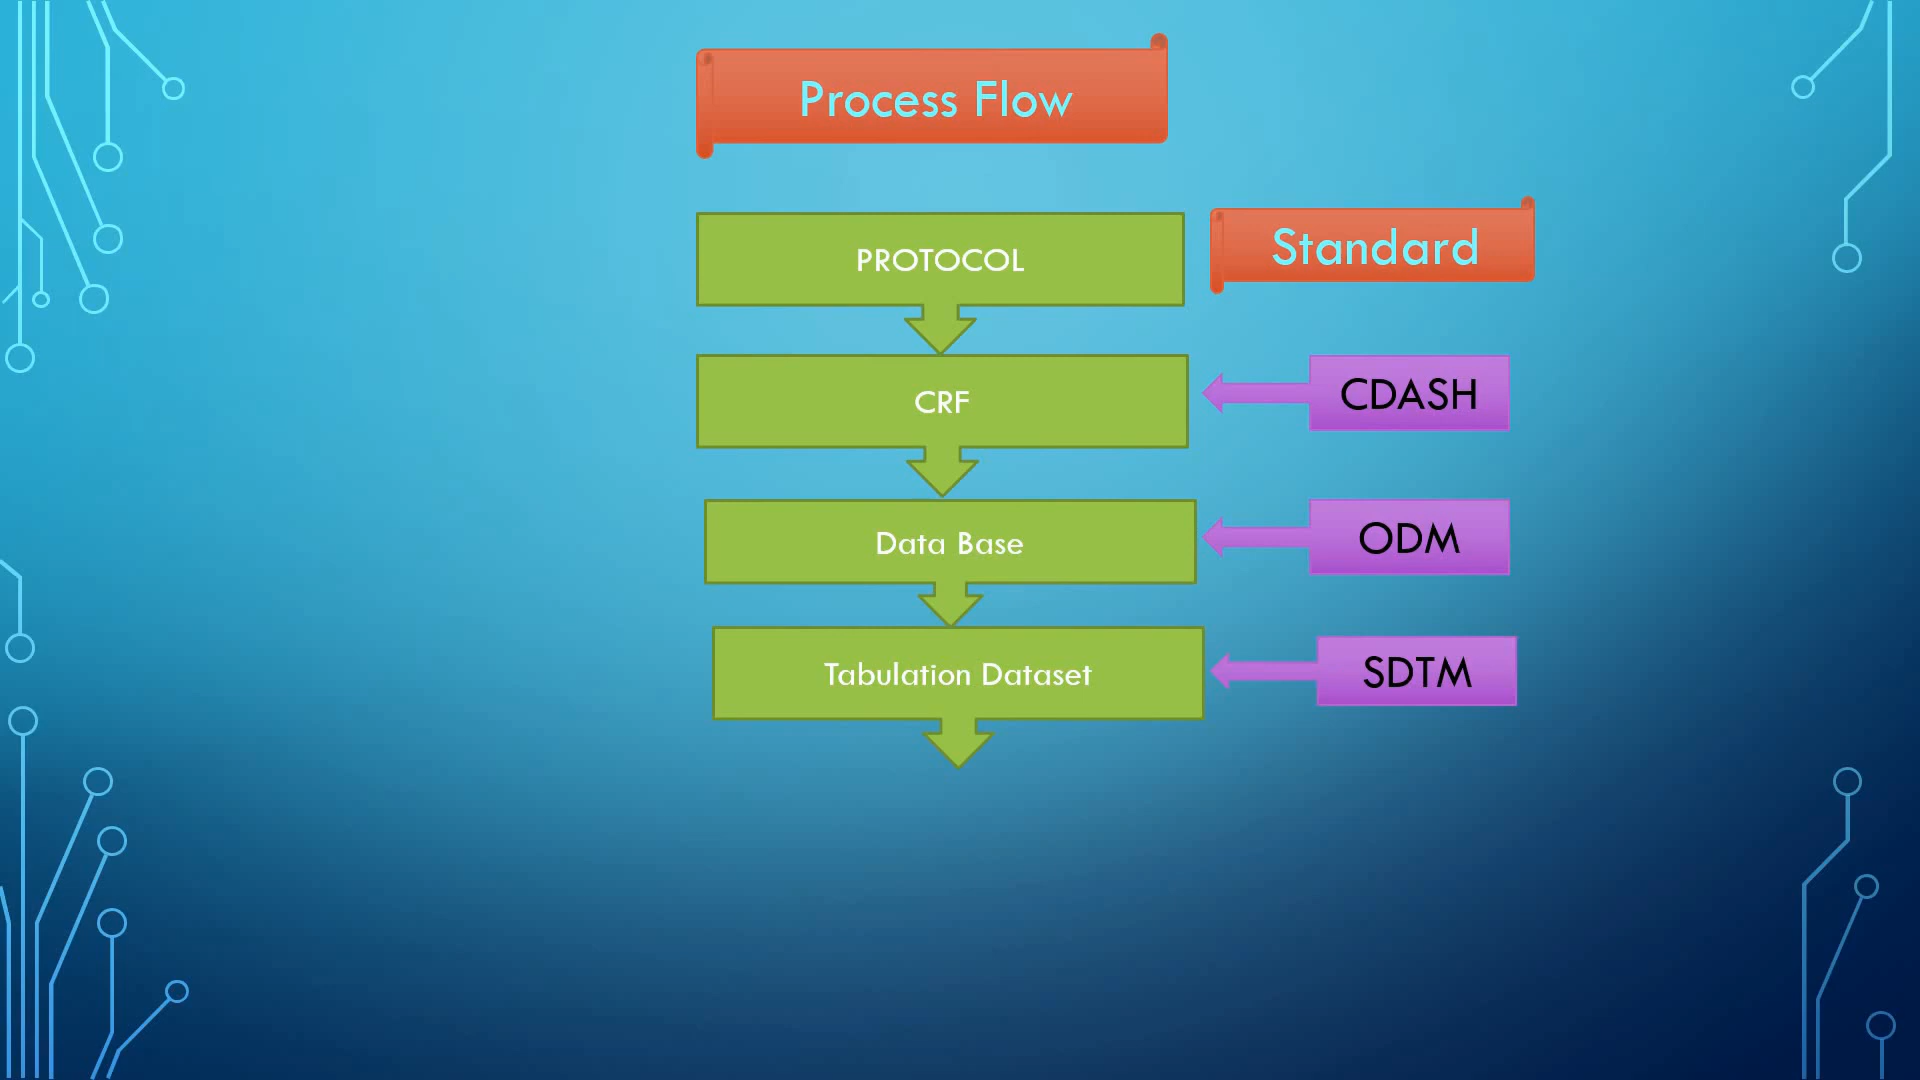 Process Flow
PROTOCOL
Standard
CRF
CDASH
Data Base
ODM
Tabulation Dataset
SDTM